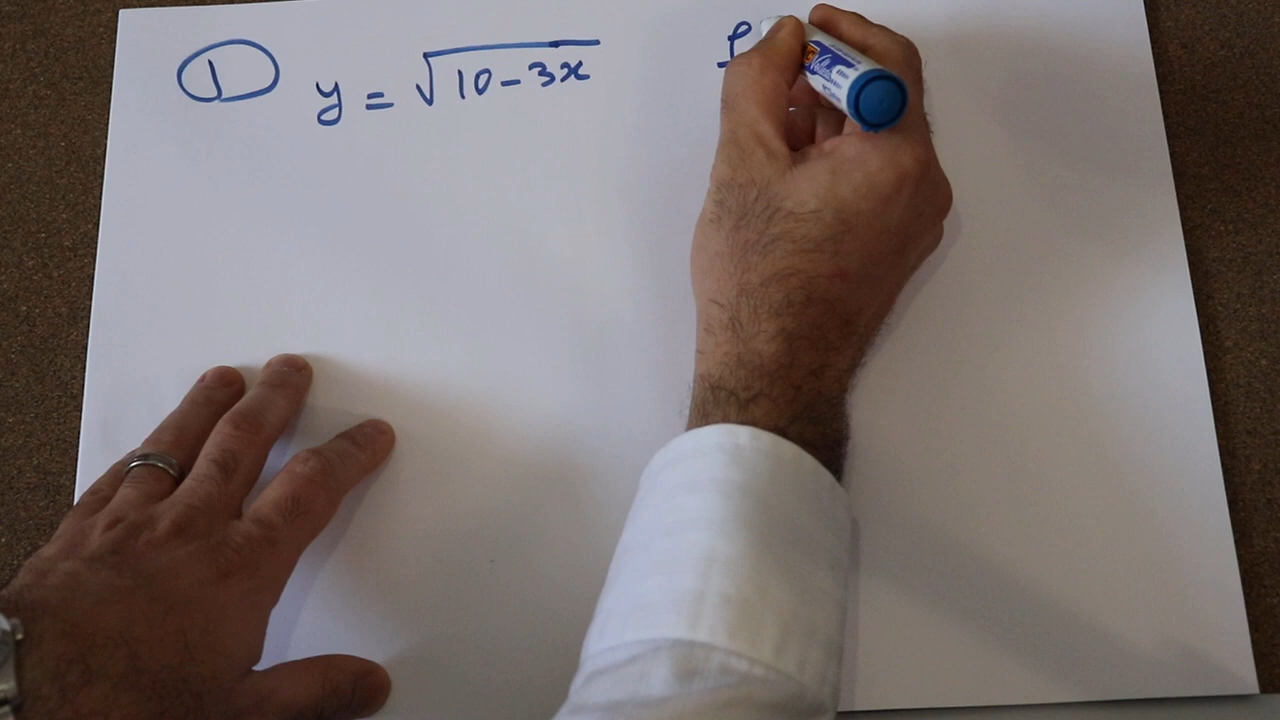 ① y = √(10-3x)